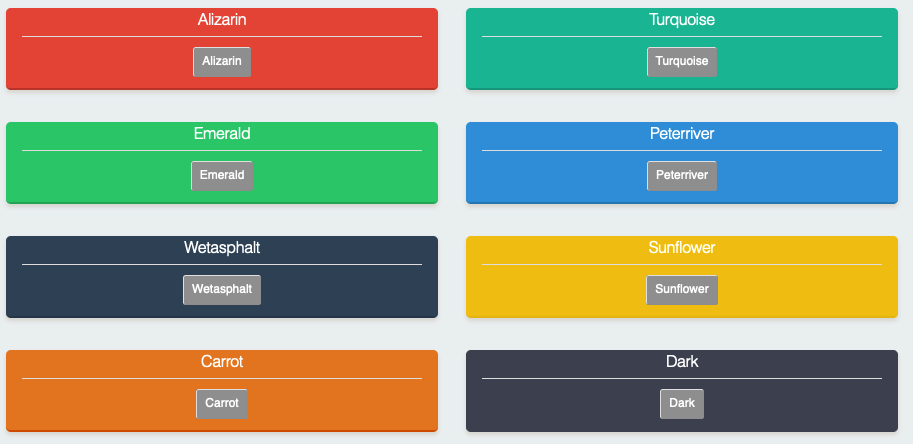 Alizarin
Alizarin
Turquoise
Turquoise
Emerald
Emerald
Peterriver
Peterriver
Wetasphalt
Wetasphalt
Sunflower
Sunflower
Carrot
Carrot
Dark
Dark